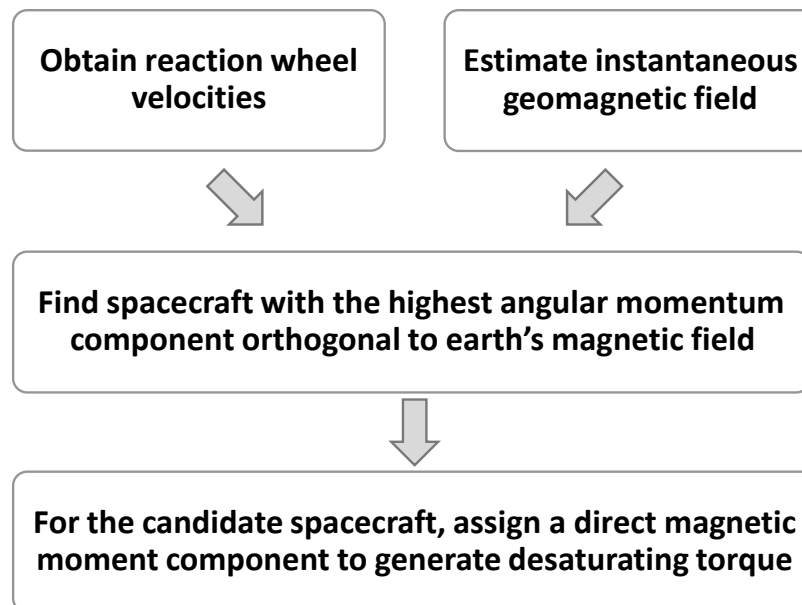 Obtain reaction wheel
velocities
Estimate instantaneous
geomagnetic field
Find spacecraft with the highest angular momentum
component orthogonal to earth's magnetic field
For the candidate spacecraft, assign a direct magnetic
moment component to generate desaturating torque